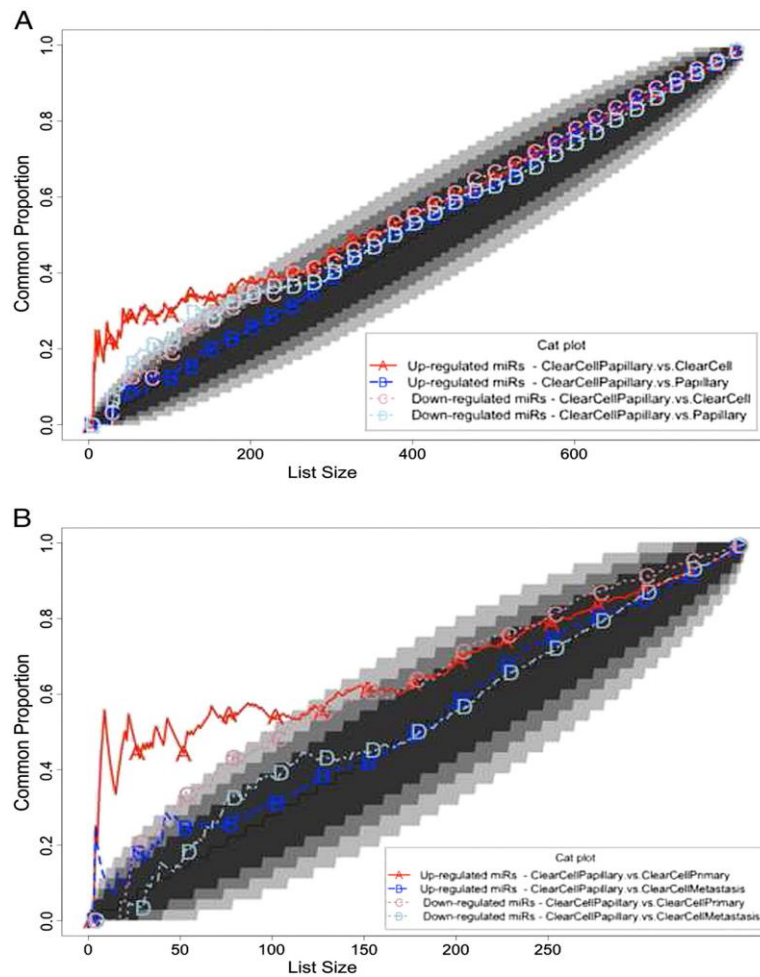 A
1.0
0.8
0.6
0.4
0.2
0.0
Common Proportion
Cat plot
A Up-regulated miRs - ClearCellPapillary.vs.ClearCell
B Up-regulated miRs - ClearCellPapillary.vs.Papillary
C Down-regulated miRs - ClearCellPapillary.vs.ClearCell
D Down-regulated miRs - ClearCellPapillary.vs.Papillary
0 200 400 600
List Size
B
1.0
0.8
0.6
0.4
0.2
0.0
Common Proportion
Cat plot
A Up-regulated miRs - ClearCellPapillary.vs.ClearCellPrimary
B Up-regulated miRs - ClearCellPapillary.vs.ClearCellMetastasis
C Down-regulated miRs - ClearCellPapillary.vs.ClearCellPrimary
D Down-regulated miRs - ClearCellPapillary.vs.ClearCellMetastasis
0 50 100 150 200 250
List Size